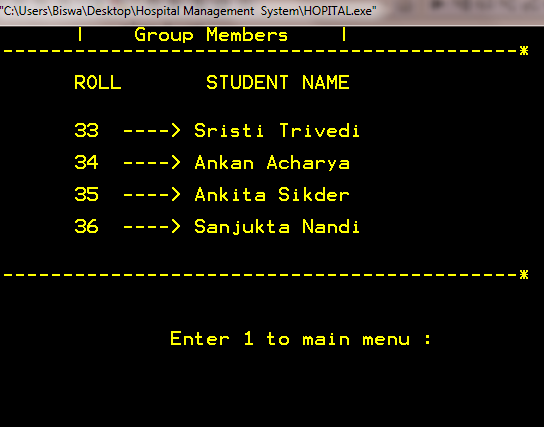 "C:\Users\Biswa\Desktop\Hospital Management  System\HOPITAL.exe"
|    Group Members    |
-------------------------------------------*
ROLL       STUDENT NAME
33  ----> Sristi Trivedi
34  ----> Ankan Acharya
35  ----> Ankita Sikder
36  ----> Sanjukta Nandi
-------------------------------------------*
Enter 1 to main menu :